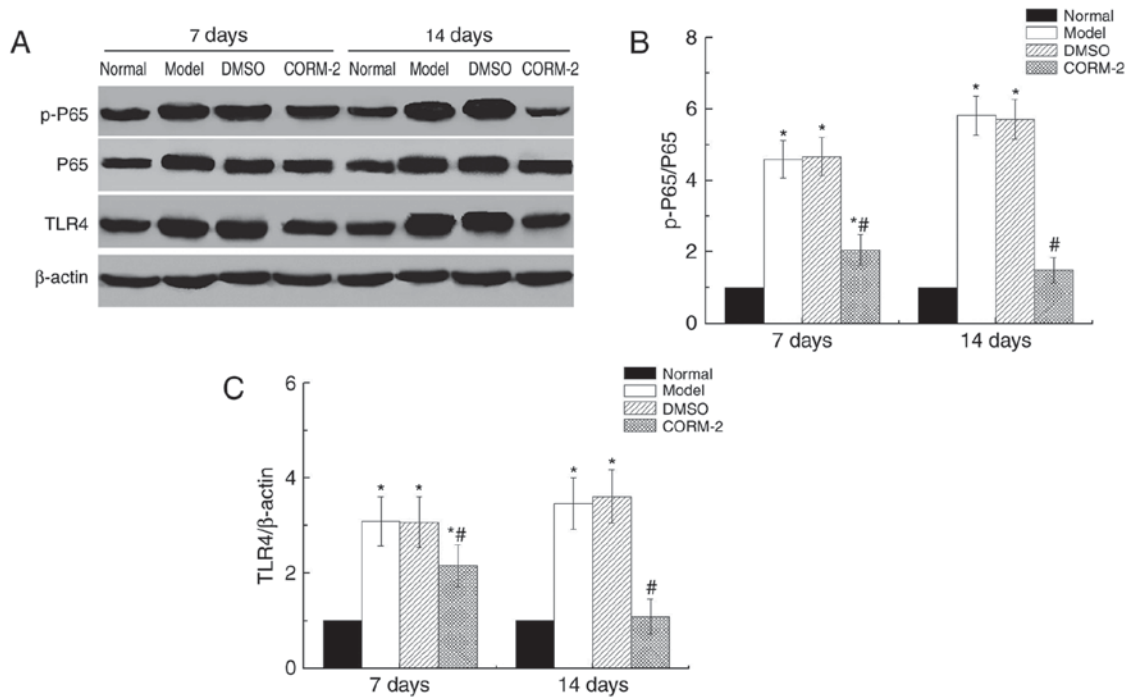 A
7 days 14 days
Normal Model DMSO CORM-2 Normal Model DMSO CORM-2
p-P65
P65
TLR4
β-actin
B
Normal
Model
DMSO
CORM-2
p-P65/P65
8
6
4
2
0
* * *# * * #
7 days 14 days
C
Normal
Model
DMSO
CORM-2
TLR4/β-actin
6
4
2
0
* * *# * * #
7 days 14 days